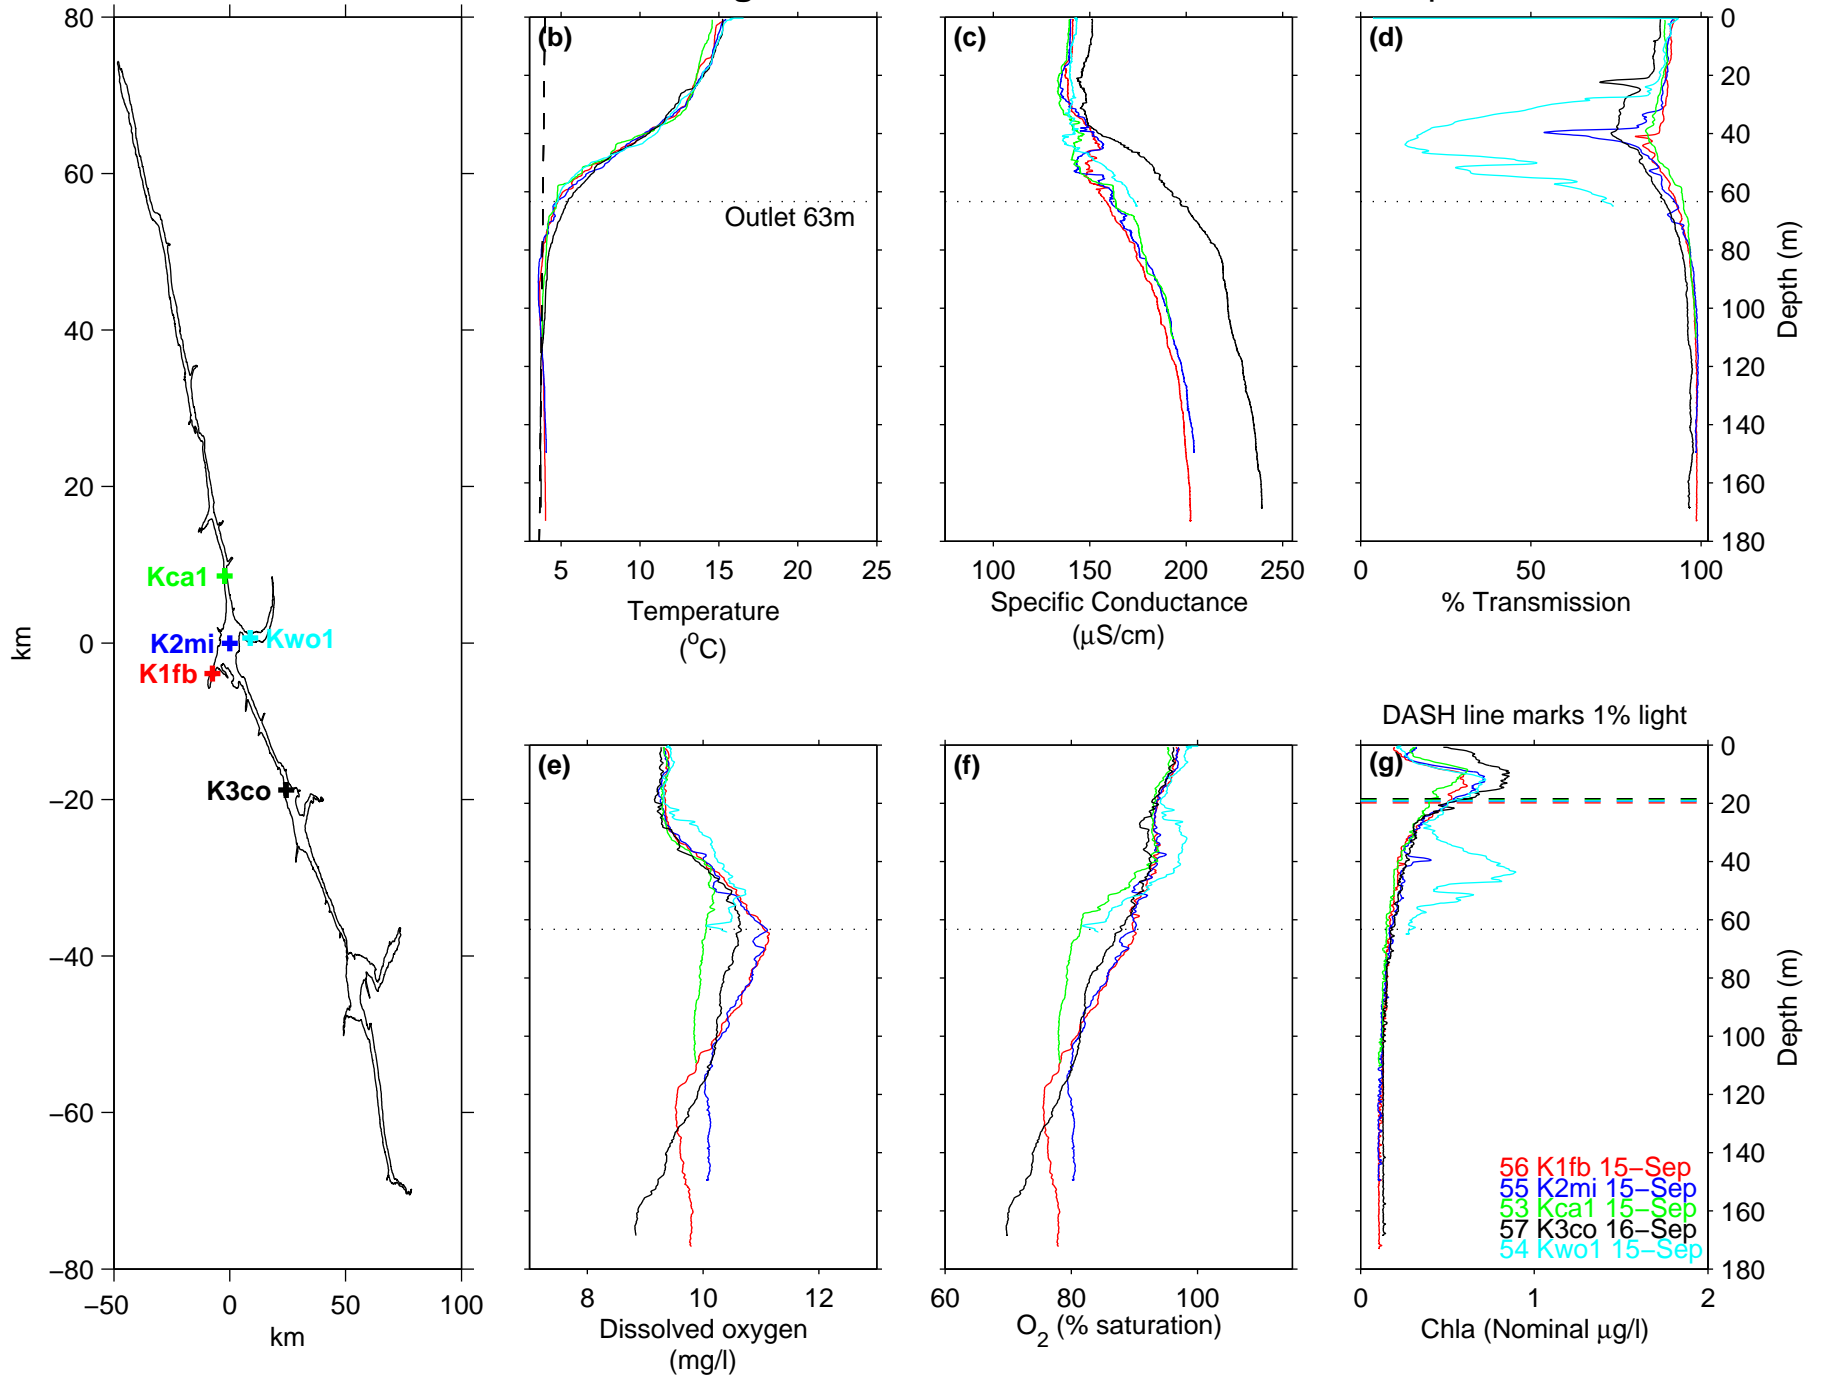 80
60
40
20
0
−20
−40
−60
−80
km
−50 0 50 100
km
Kca1
K2mi
Kwo1
K1fb
K3co
(b)
Outlet 63m
5 10 15 20 25
Temperature
(°C)
(c)
100 150 200 250
Specific Conductance
(μS/cm)
(d)
0 50 100
% Transmission
0
20
40
60
80
100
120
140
160
180
Depth (m)
(e)
8 10 12
Dissolved oxygen
(mg/l)
(f)
60 80 100
O2 (% saturation)
DASH line marks 1% light
(g)
56 K1fb 15−Sep
55 K2mi 15−Sep
53 Kca1 15−Sep
57 K3co 16−Sep
54 Kwo1 15−Sep
0 1 2
Chla (Nominal μg/l)
0
20
40
60
80
100
120
140
160
180
Depth (m)